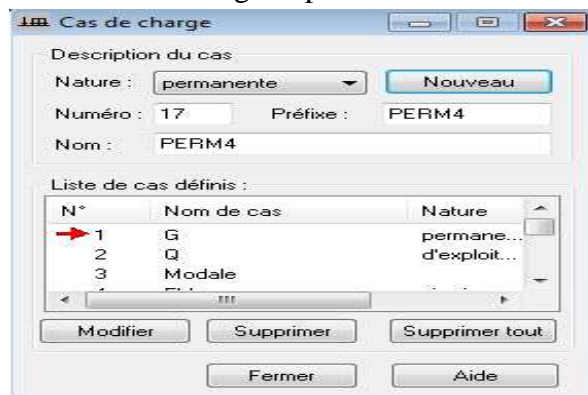 Cas de charge
Description du cas
Nature : permanente Nouveau
Numéro : 17 Préfixe : PERM4
Nom : PERM4
Liste de cas définis :
N° Nom de cas Nature
1 G permane...
2 Q d'exploit...
3 Modale
Modifier Supprimer Supprimer tout
Fermer Aide